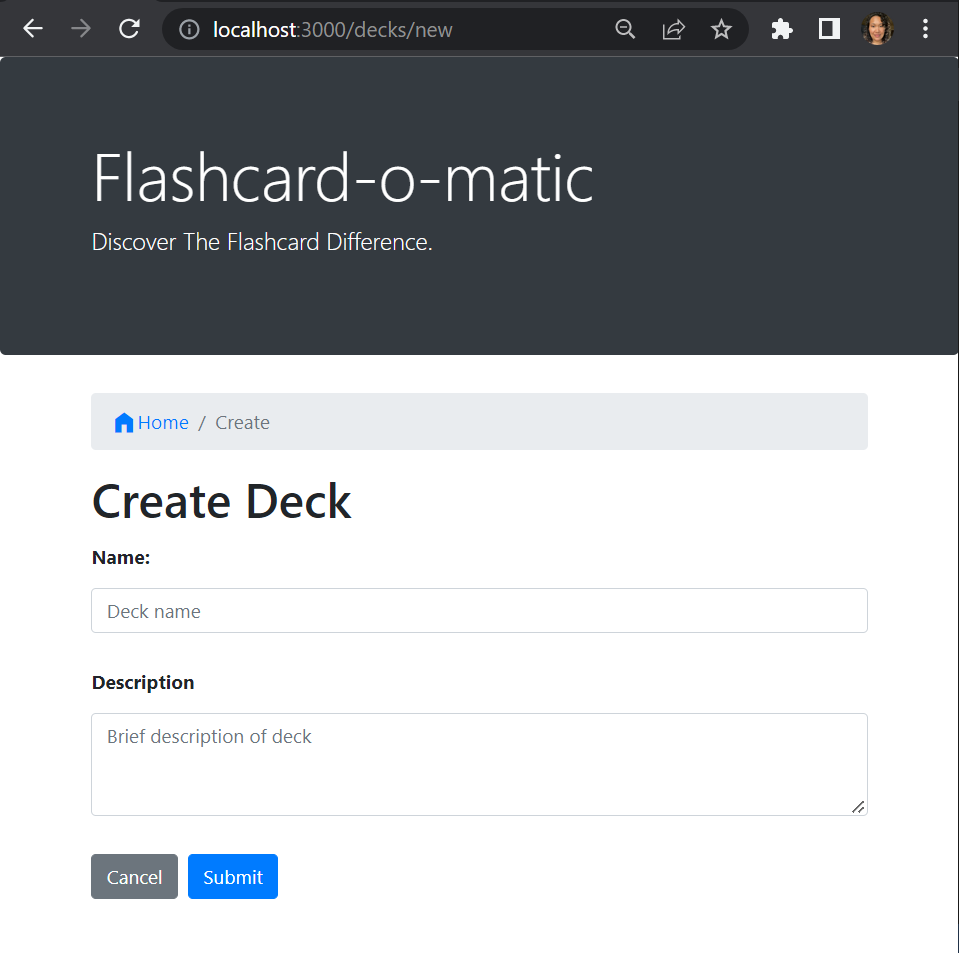 localhost:3000/decks/new
Flashcard-o-matic
Discover The Flashcard Difference.
Home / Create
Create Deck
Name:
Deck name
Description
Brief description of deck
Cancel Submit